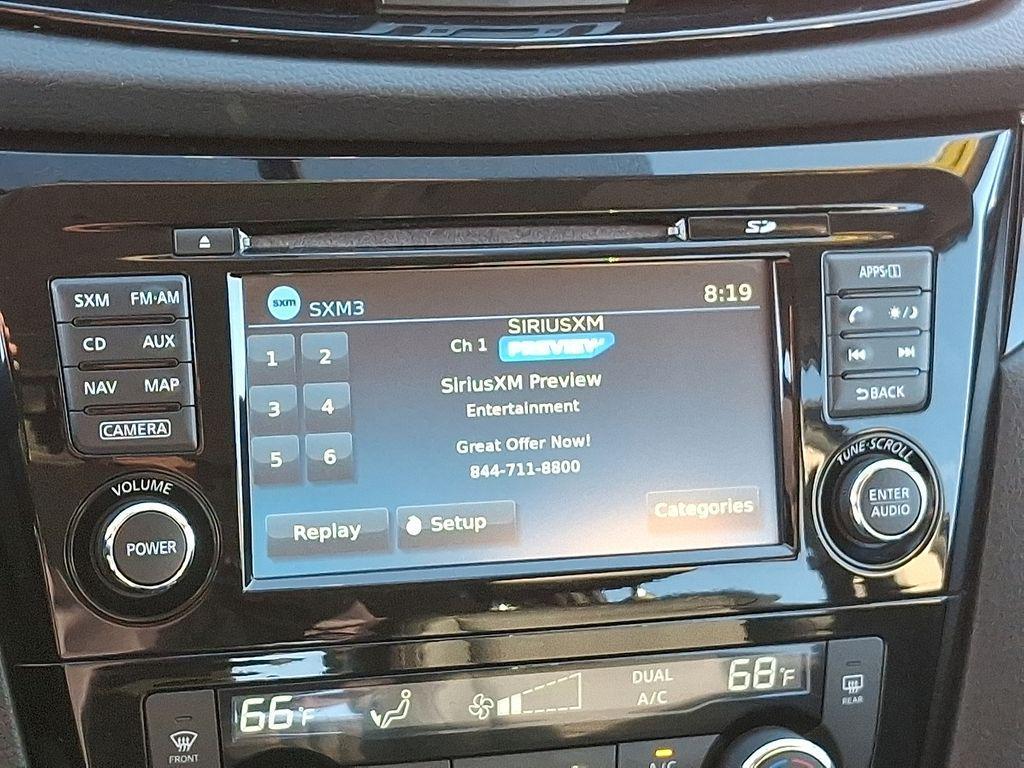 SD
SXM FM·AM
CD AUX
NAV MAP
CAMERA
VOLUME
POWER
sxm SXM3 8:19
SIRIUSXM
Ch 1 PREVIEW
SiriusXM Preview
Entertainment
Great Offer Now!
844-711-8800
1 2
3 4
5 6
Replay Setup Categories
APPS·i
BACK
TUNE·SCROLL
ENTER
AUDIO
66°F
DUAL
A/C
68°F
FRONT
REAR
A/C